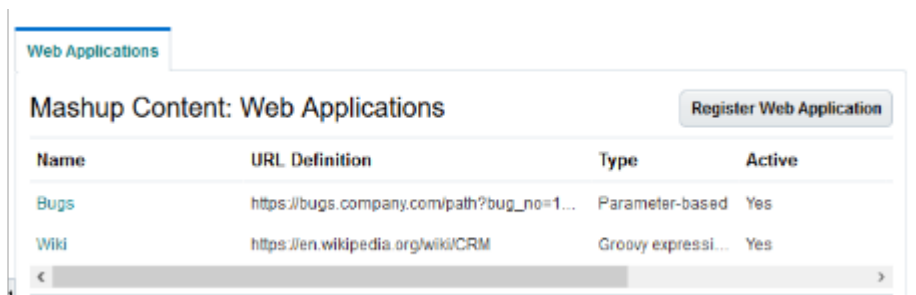 Web Applications
Mashup Content: Web Applications Register Web Application
Name URL Definition Type Active
Bugs https://bugs.company.com/path?bug_no=1... Parameter-based Yes
Wiki https://en.wikipedia.org/wiki/CRM Groovy expressi... Yes